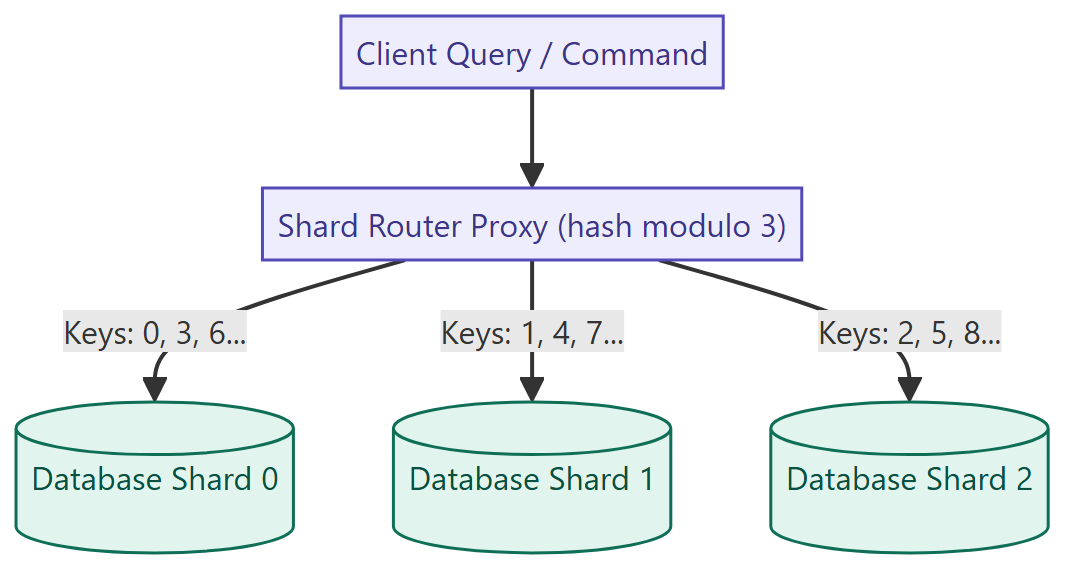 Client Query / Command
Shard Router Proxy (hash modulo 3)
Keys: 0, 3, 6...
Keys: 1, 4, 7...
Keys: 2, 5, 8...
Database Shard 0
Database Shard 1
Database Shard 2